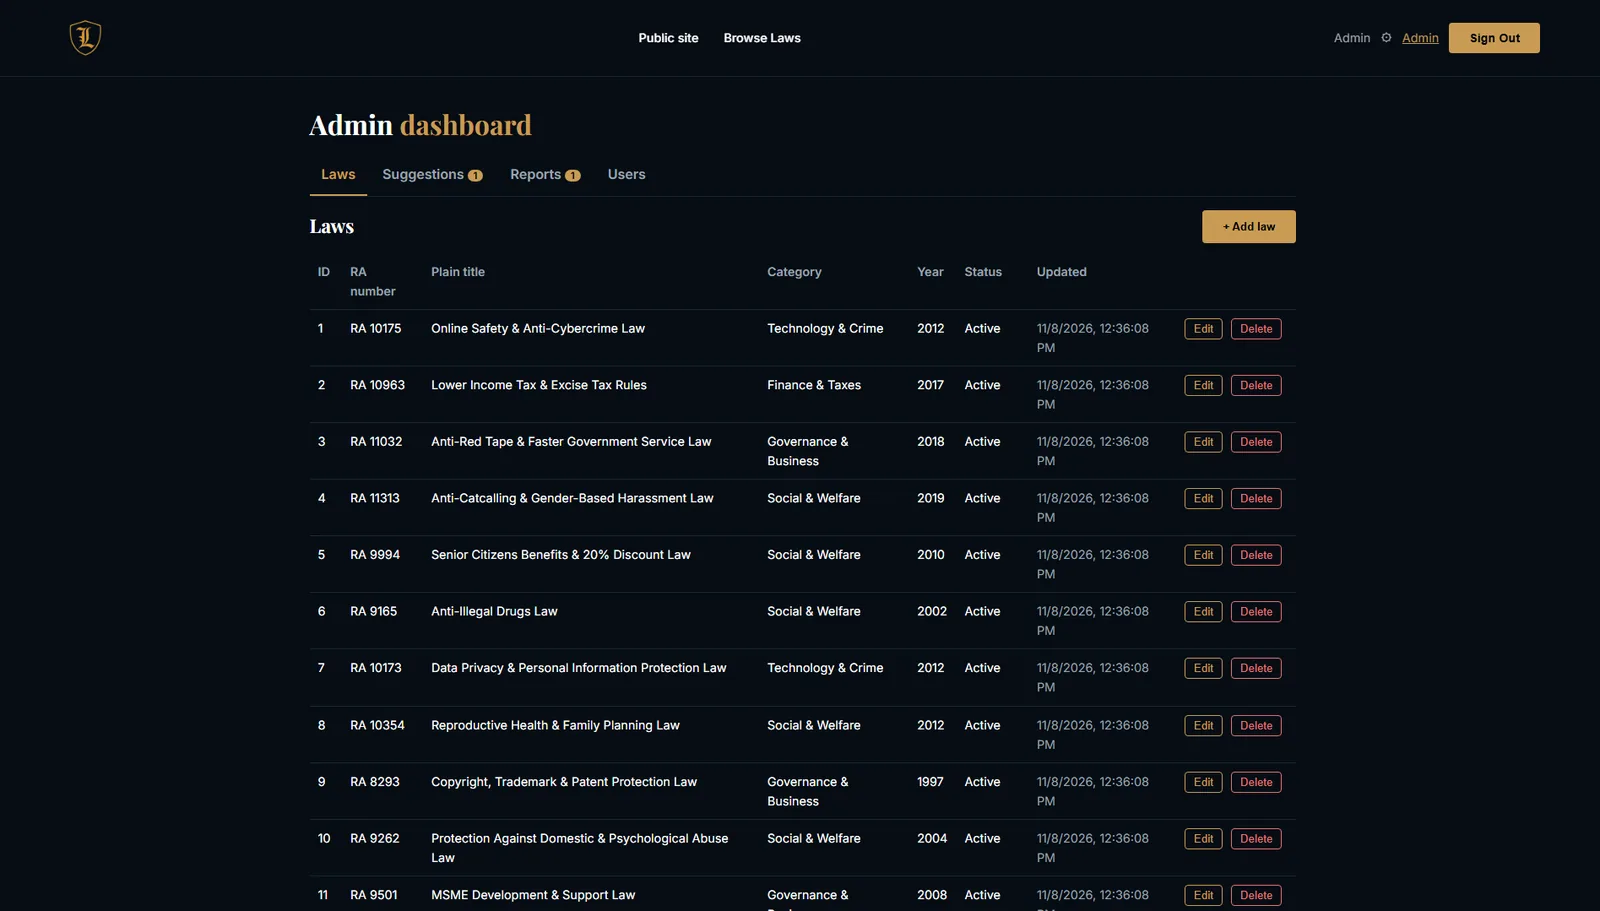 L
Public site Browse Laws Admin Admin Sign Out
Admin dashboard
Laws Suggestions 1 Reports 1 Users
Laws + Add law
ID RA number Plain title Category Year Status Updated
1 RA 10175 Online Safety & Anti-Cybercrime Law Technology & Crime 2012 Active 11/8/2026, 12:36:08 PM Edit Delete
2 RA 10963 Lower Income Tax & Excise Tax Rules Finance & Taxes 2017 Active 11/8/2026, 12:36:08 PM Edit Delete
3 RA 11032 Anti-Red Tape & Faster Government Service Law Governance & Business 2018 Active 11/8/2026, 12:36:08 PM Edit Delete
4 RA 11313 Anti-Catcalling & Gender-Based Harassment Law Social & Welfare 2019 Active 11/8/2026, 12:36:08 PM Edit Delete
5 RA 9994 Senior Citizens Benefits & 20% Discount Law Social & Welfare 2010 Active 11/8/2026, 12:36:08 PM Edit Delete
6 RA 9165 Anti-Illegal Drugs Law Social & Welfare 2002 Active 11/8/2026, 12:36:08 PM Edit Delete
7 RA 10173 Data Privacy & Personal Information Protection Law Technology & Crime 2012 Active 11/8/2026, 12:36:08 PM Edit Delete
8 RA 10354 Reproductive Health & Family Planning Law Social & Welfare 2012 Active 11/8/2026, 12:36:08 PM Edit Delete
9 RA 8293 Copyright, Trademark & Patent Protection Law Governance & Business 1997 Active 11/8/2026, 12:36:08 PM Edit Delete
10 RA 9262 Protection Against Domestic & Psychological Abuse Law Social & Welfare 2004 Active 11/8/2026, 12:36:08 PM Edit Delete
11 RA 9501 MSME Development & Support Law Governance & 2008 Active 11/8/2026, 12:36:08 Edit Delete